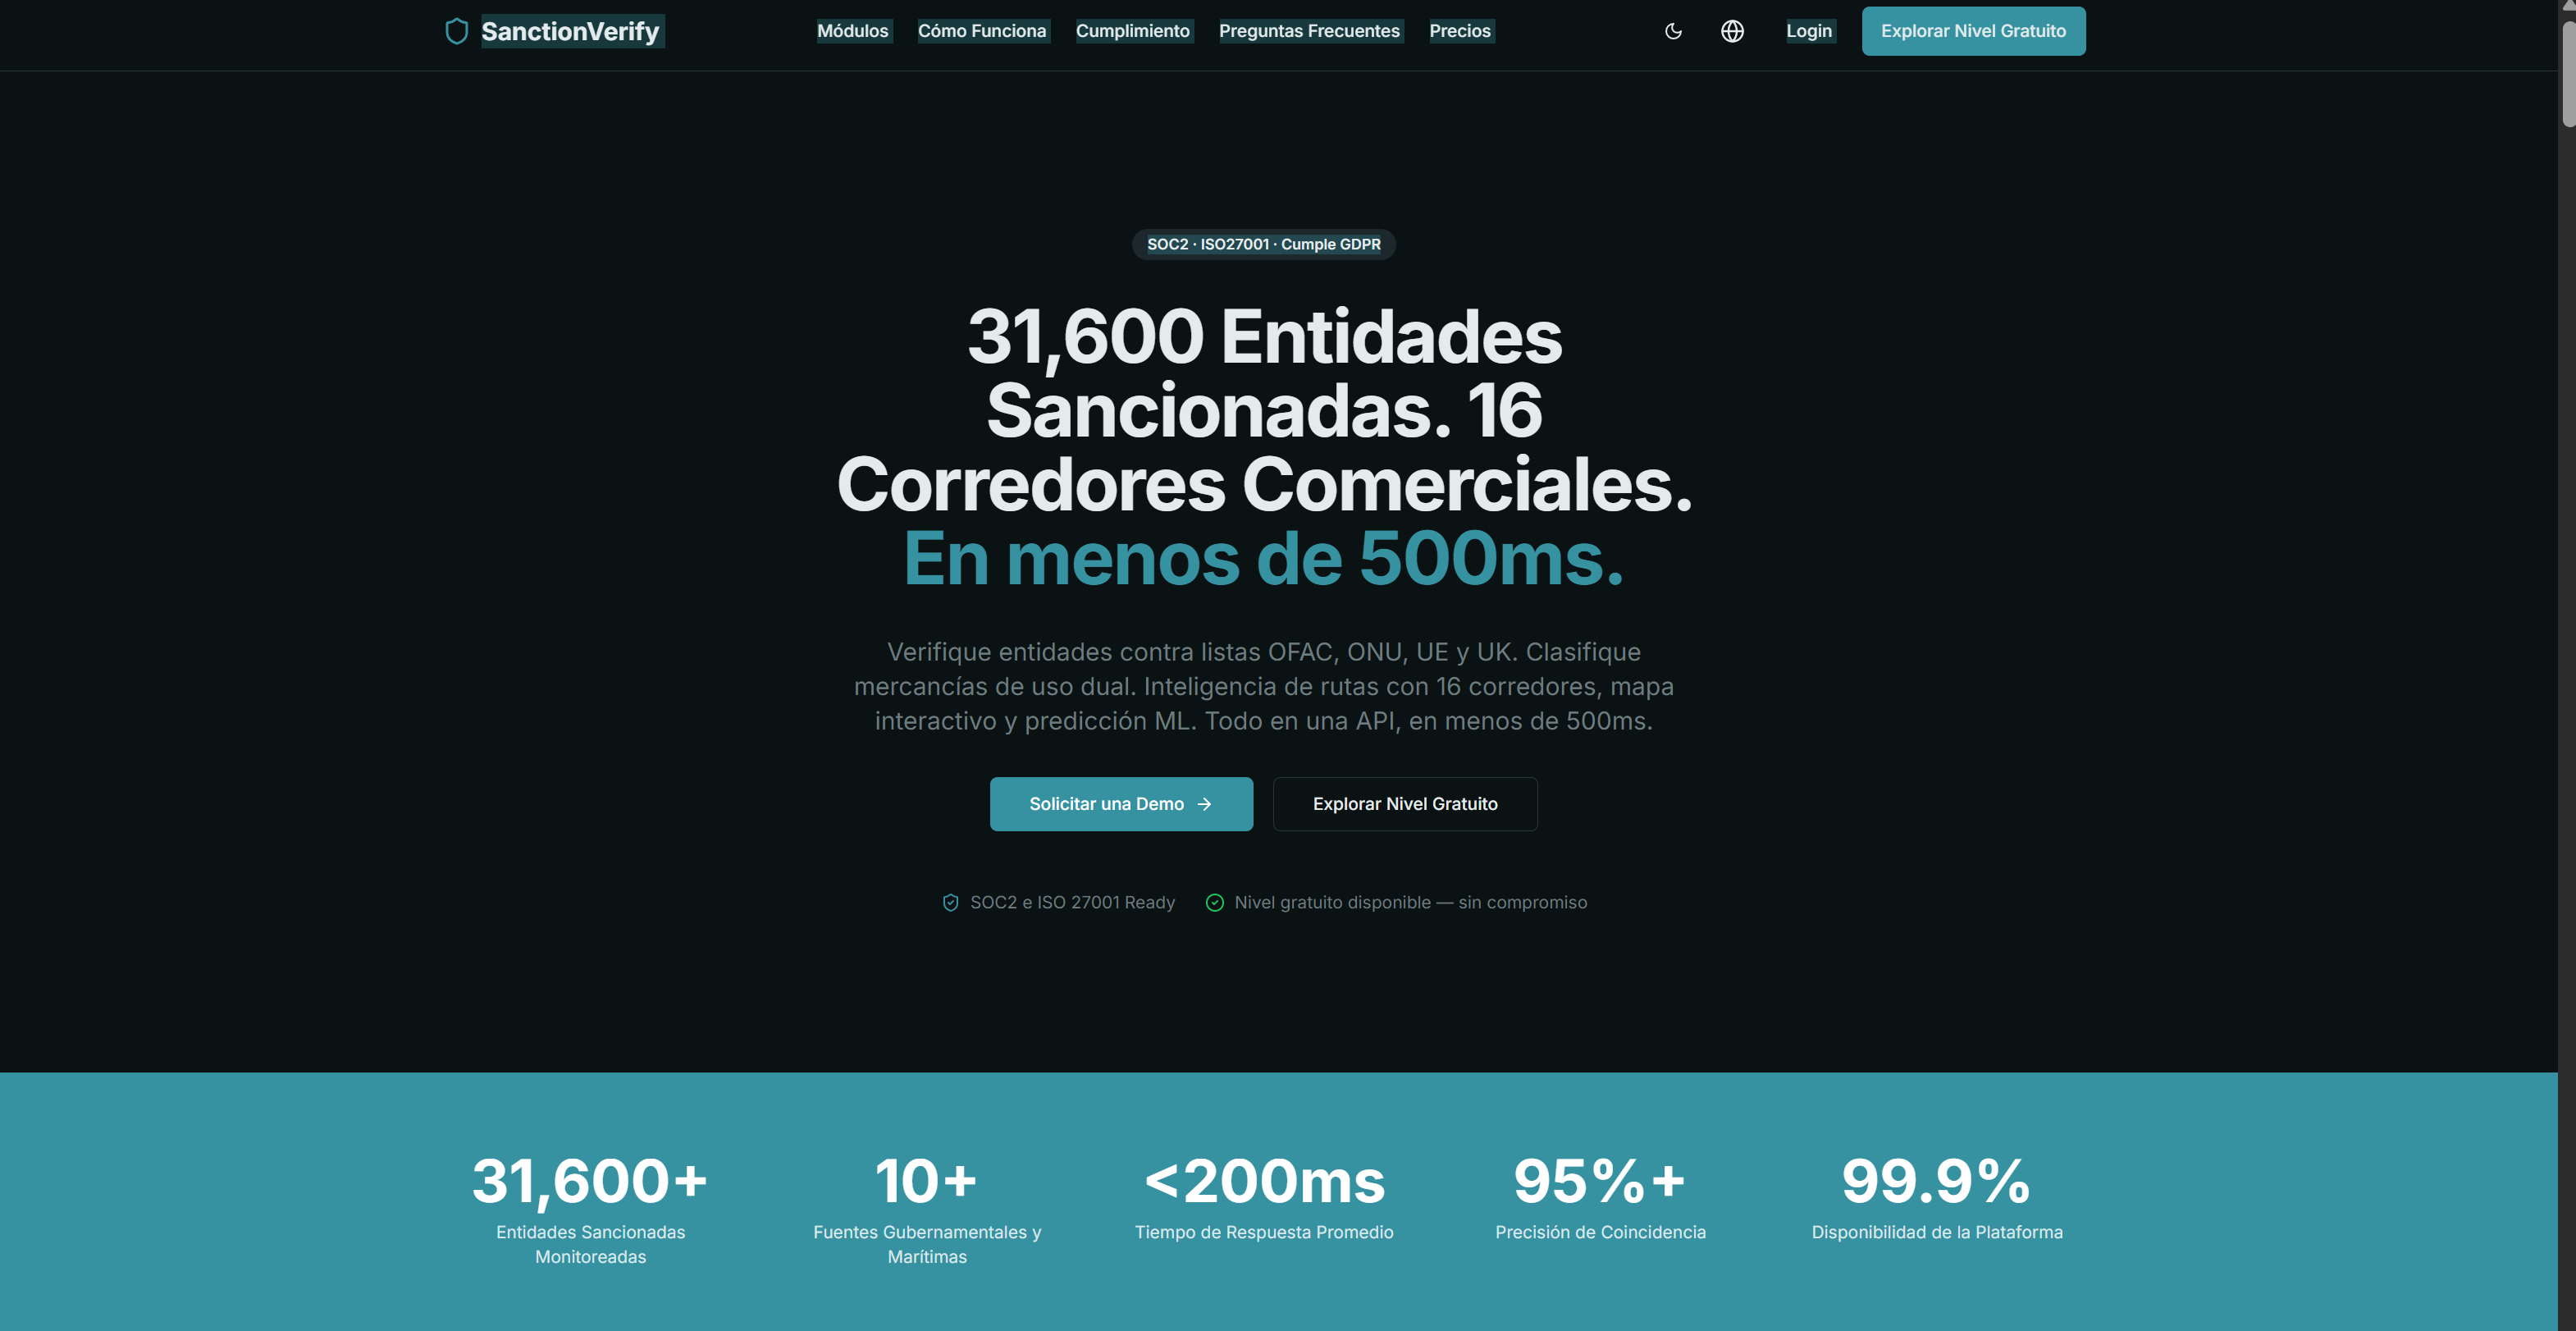 SanctionVerify
Módulos
Cómo Funciona
Cumplimiento
Preguntas Frecuentes
Precios
Login
Explorar Nivel Gratuito
SOC2 · ISO27001 · Cumple GDPR
31,600 Entidades
Sancionadas. 16
Corredores Comerciales.
En menos de 500ms.
Verifique entidades contra listas OFAC, ONU, UE y UK. Clasifique
mercancías de uso dual. Inteligencia de rutas con 16 corredores, mapa
interactivo y predicción ML. Todo en una API, en menos de 500ms.
Solicitar una Demo
Explorar Nivel Gratuito
SOC2 e ISO 27001 Ready
Nivel gratuito disponible — sin compromiso
31,600+
Entidades Sancionadas
Monitoreadas
10+
Fuentes Gubernamentales y
Marítimas
<200ms
Tiempo de Respuesta Promedio
95%+
Precisión de Coincidencia
99.9%
Disponibilidad de la Plataforma